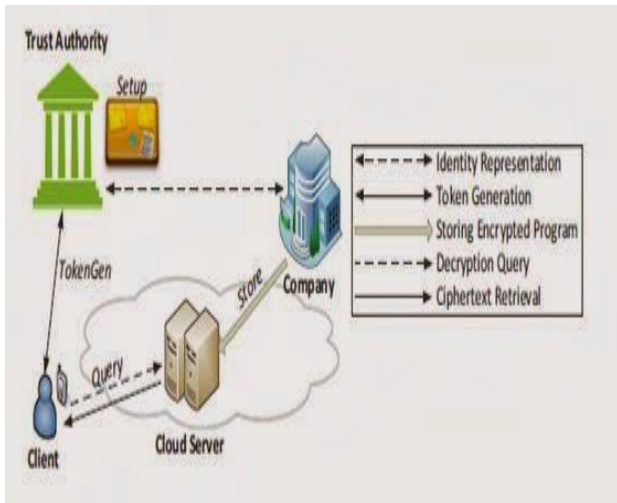 Trust Authority
Setup
Identity Representation
Token Generation
Storing Encrypted Program
Decryption Query
Ciphertext Retrieval
TokenGen
Store
Company
Query
Cloud Server
Client